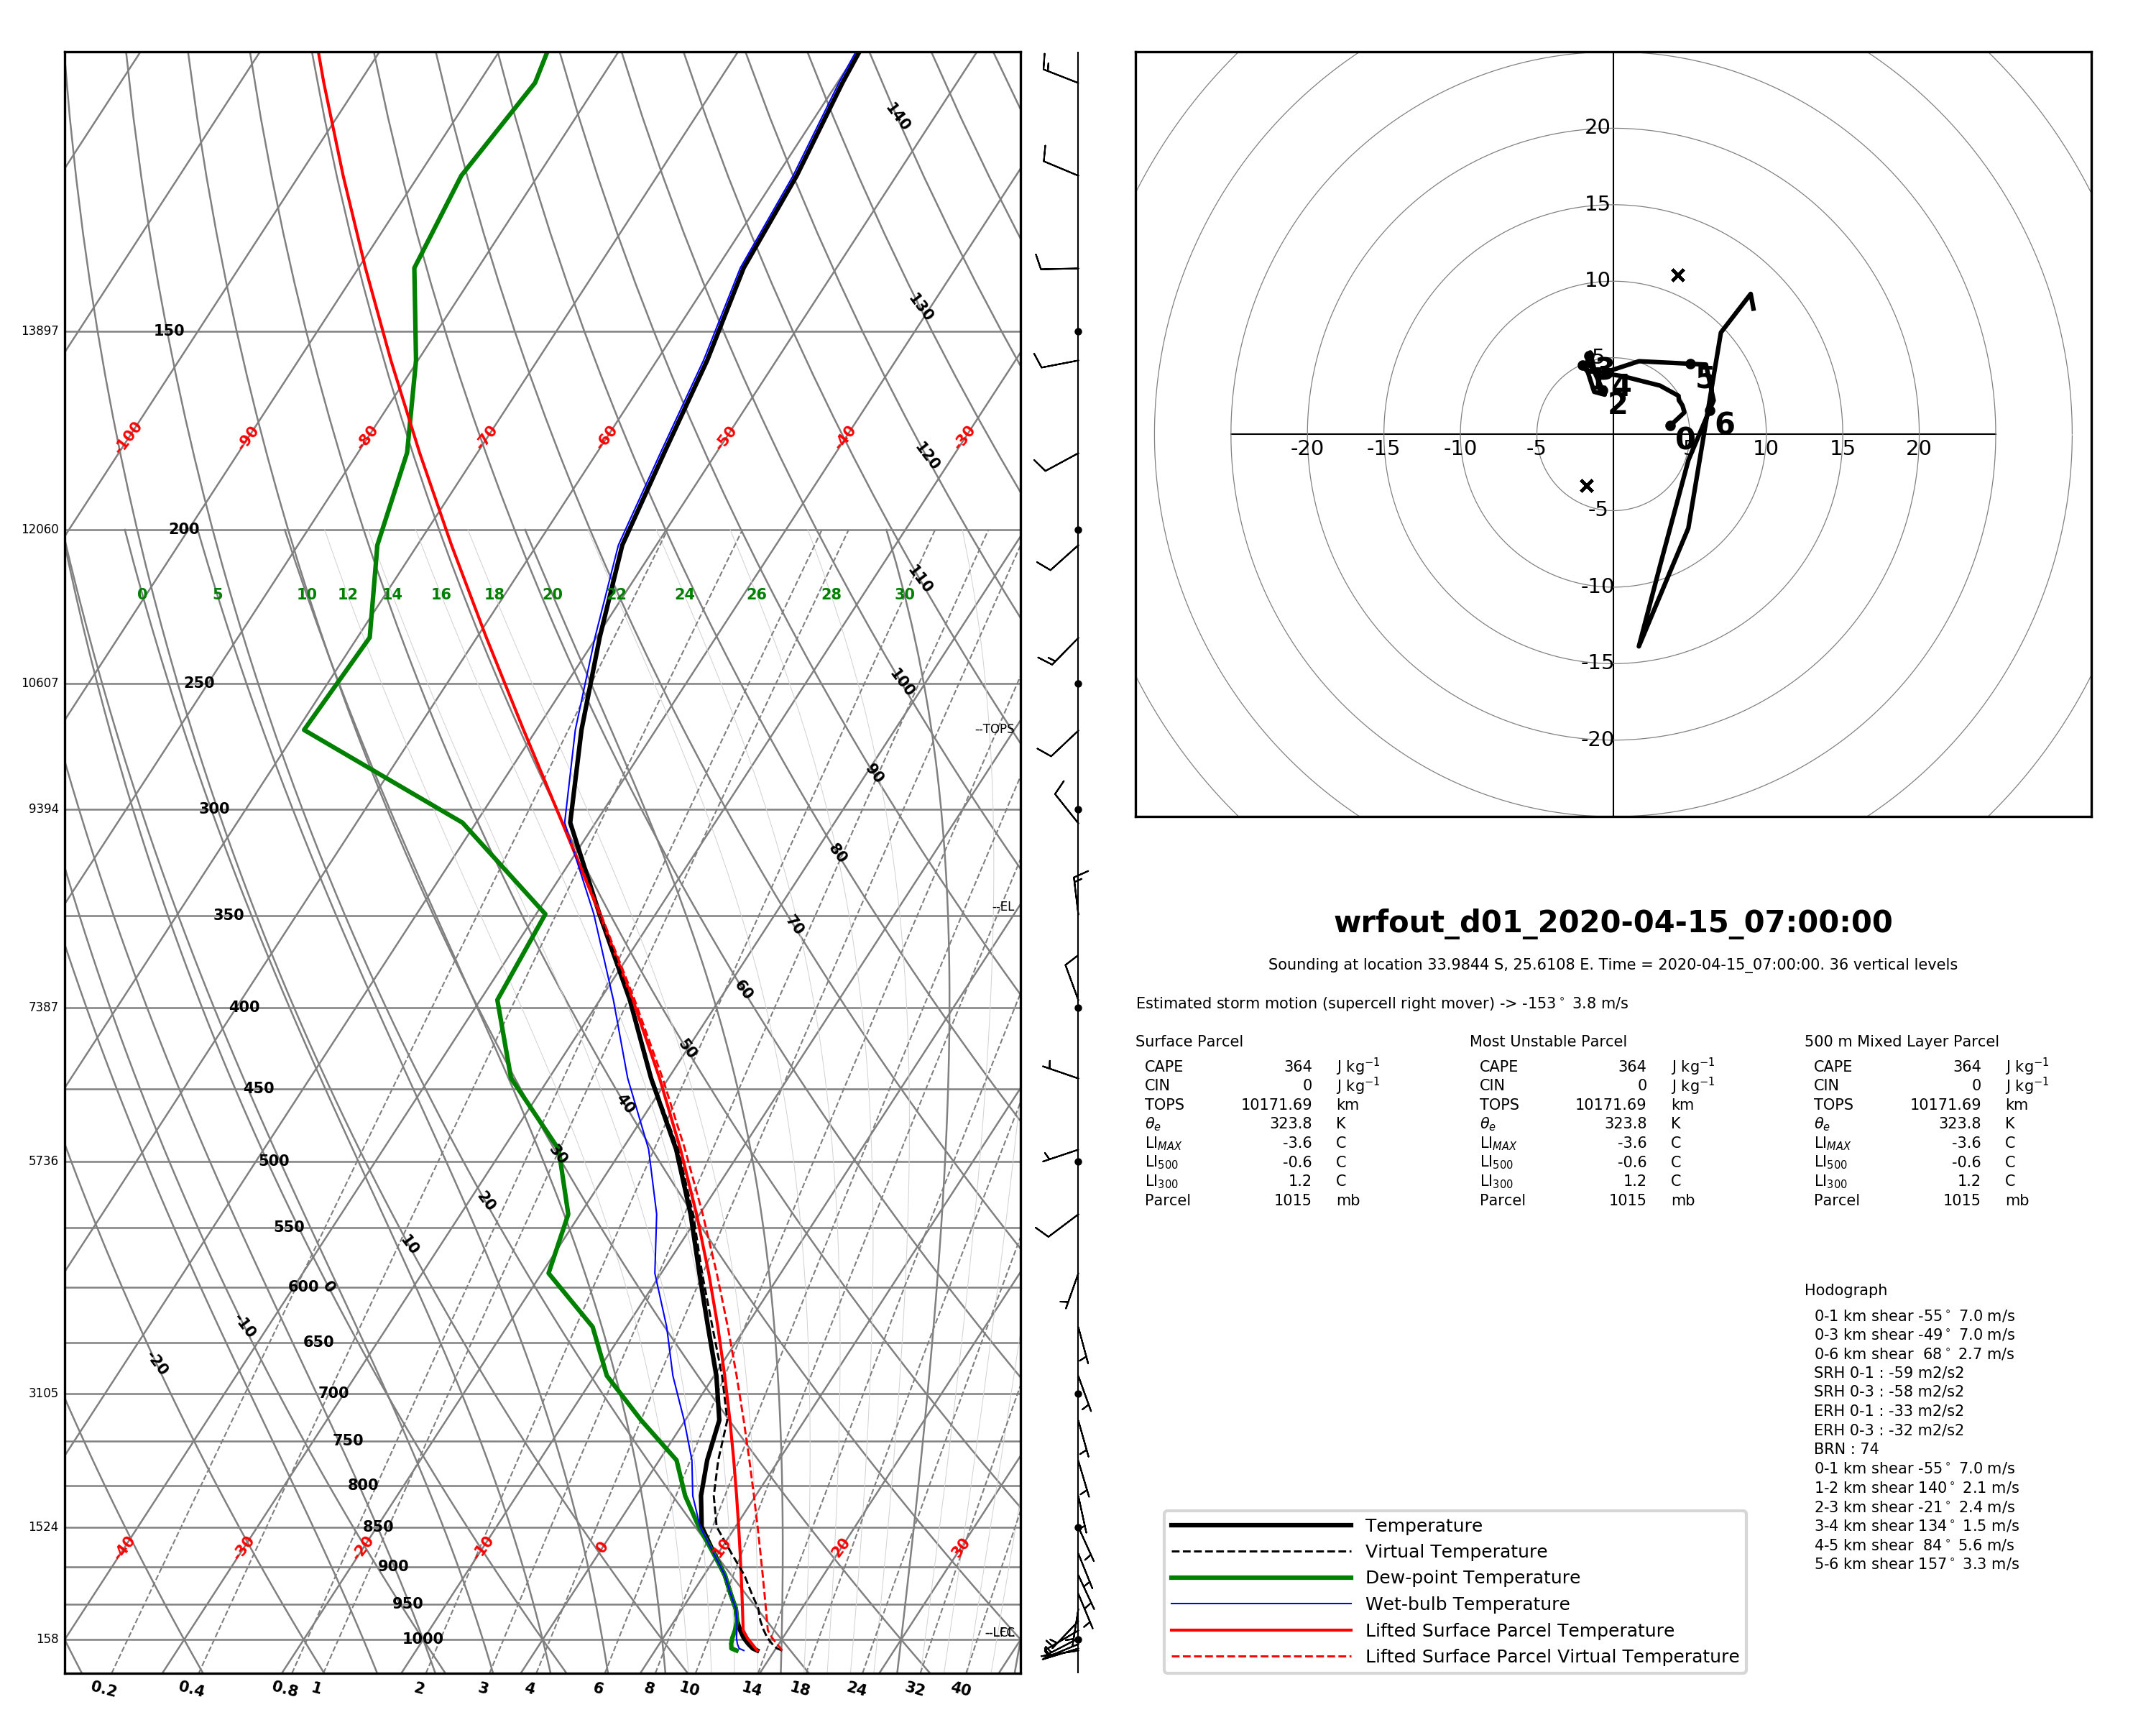 140
130
13897 150
-100 -90 -80 -70 -60 -50 -40 -30
120
12060 200
110
0 5 10 12 14 16 18 20 22 24 26 28 30
10607 250
100
--TOPS
90
9394 300
80
350 --EL
70
7387 400
60
50
450
40
5736 500
30
20
550
10
600 0
-10
650
-20
3105 700
750
800
1524 850
-40 -30 -20 -10 0 10 20 30
900
950
158 1000 --LFC
0.2 0.4 0.8 1 2 3 4 6 8 10 14 18 24 32 40
20
15
10
5
-20 -15 -10 -5 5 10 15 20
-5
-10
-15
-20
0 2 3 4 5 6
wrfout_d01_2020-04-15_07:00:00
Sounding at location 33.9844 S, 25.6108 E. Time = 2020-04-15_07:00:00. 36 vertical levels
Estimated storm motion (supercell right mover) -> -153° 3.8 m/s
Surface Parcel Most Unstable Parcel 500 m Mixed Layer Parcel
CAPE 364 J kg⁻¹ CAPE 364 J kg⁻¹ CAPE 364 J kg⁻¹
CIN 0 J kg⁻¹ CIN 0 J kg⁻¹ CIN 0 J kg⁻¹
TOPS 10171.69 km TOPS 10171.69 km TOPS 10171.69 km
θe 323.8 K θe 323.8 K θe 323.8 K
LIMAX -3.6 C LIMAX -3.6 C LIMAX -3.6 C
LI500 -0.6 C LI500 -0.6 C LI500 -0.6 C
LI300 1.2 C LI300 1.2 C LI300 1.2 C
Parcel 1015 mb Parcel 1015 mb Parcel 1015 mb
Hodograph
0-1 km shear -55° 7.0 m/s
0-3 km shear -49° 7.0 m/s
0-6 km shear 68° 2.7 m/s
SRH 0-1 : -59 m2/s2
SRH 0-3 : -58 m2/s2
ERH 0-1 : -33 m2/s2
ERH 0-3 : -32 m2/s2
BRN : 74
0-1 km shear -55° 7.0 m/s
1-2 km shear 140° 2.1 m/s
2-3 km shear -21° 2.4 m/s
3-4 km shear 134° 1.5 m/s
4-5 km shear 84° 5.6 m/s
5-6 km shear 157° 3.3 m/s
Temperature
Virtual Temperature
Dew-point Temperature
Wet-bulb Temperature
Lifted Surface Parcel Temperature
Lifted Surface Parcel Virtual Temperature